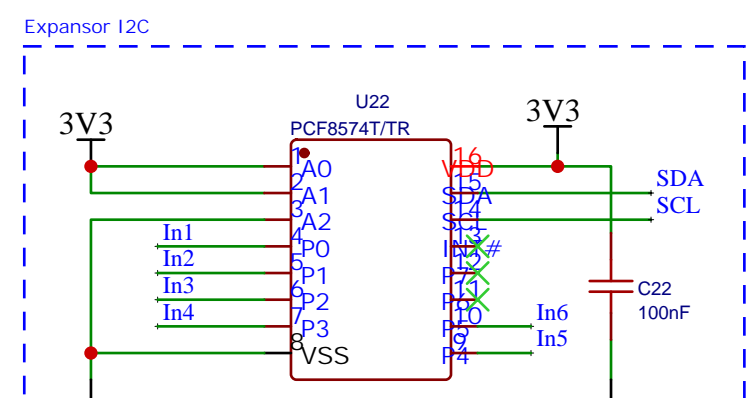 Expansor I2C
U22
PCF8574T/TR
3V3
3V3
1 A0
2 A1
3 A2
4 P0
5 P1
6 P2
7 P3
8 VSS
16 VDD
15 SDA
14 SCL
13 INT#
12 P7
11 P6
10 P5
9 P4
In1
In2
In3
In4
SDA
SCL
In6
In5
C22
100nF